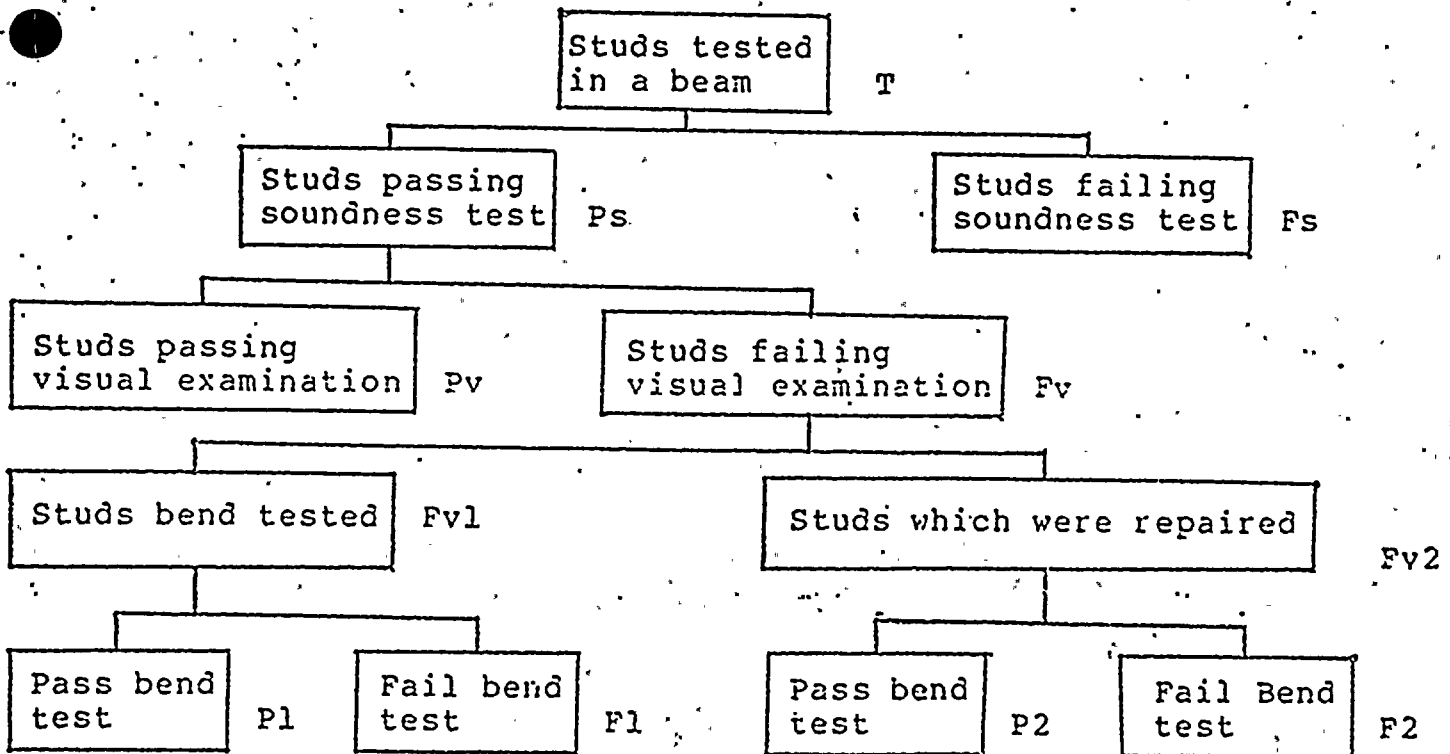 Studs tested
in a beam
T
Studs passing
soundness test
Ps
Studs failing
soundness test
Fs
Studs passing
visual examination
Pv
Studs failing
visual examination
Fv
Studs bend tested
Fv1
Studs which were repaired
Fv2
Pass bend
test
P1
Fail bend
test
F1
Pass bend
test
P2
Fail Bend
test
F2